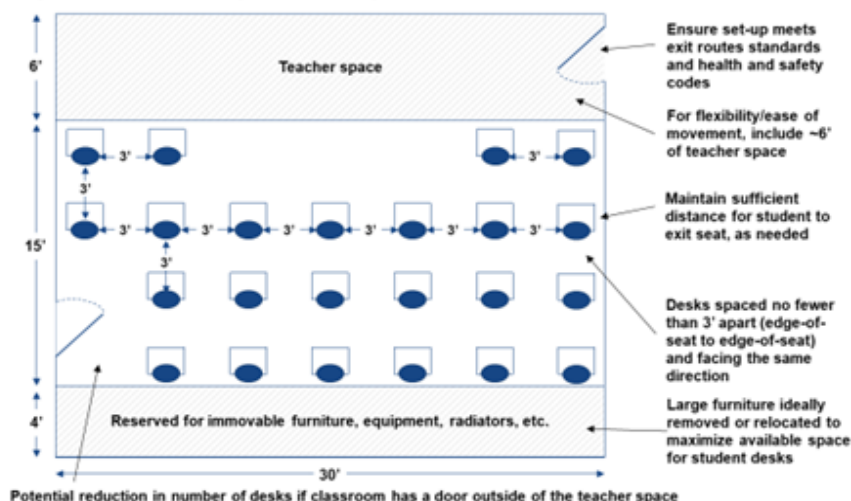 6'
Teacher space
Ensure set-up meets
exit routes standards
and health and safety
codes
For flexibility/ease of
movement, include ~6'
of teacher space
3'
3'
3'
Maintain sufficient
distance for student to
exit seat, as needed
3'
3'
3'
3'
3'
3'
15'
3'
Desks spaced no fewer
than 3' apart (edge-of-
seat to edge-of-seat)
and facing the same
direction
4'
Reserved for immovable furniture, equipment, radiators, etc.
Large furniture ideally
removed or relocated to
maximize available space
for student desks
30'
Potential reduction in number of desks if classroom has a door outside of the teacher space